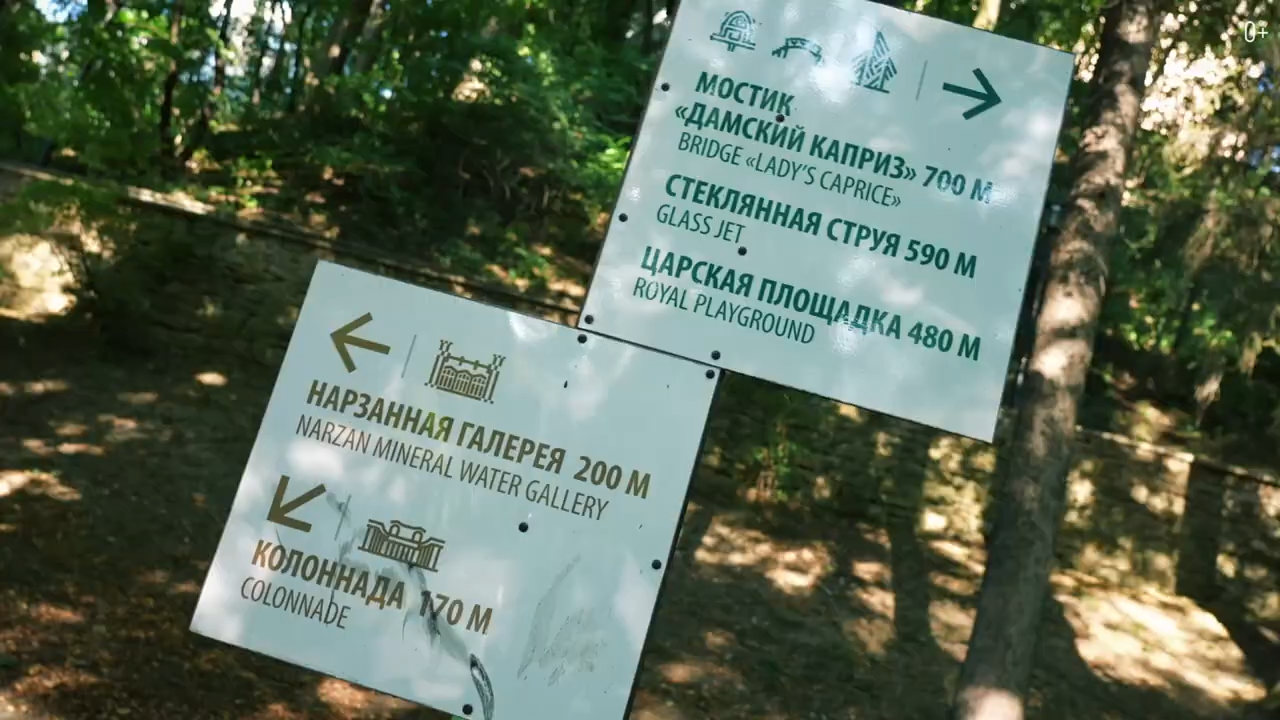 0+
МОСТИК
«ДАМСКИЙ КАПРИЗ» 700 М
BRIDGE «LADY'S CAPRICE»
СТЕКЛЯННАЯ СТРУЯ 590 М
GLASS JET
ЦАРСКАЯ ПЛОЩАДКА 480 М
ROYAL PLAYGROUND
НАРЗАННАЯ ГАЛЕРЕЯ 200 М
NARZAN MINERAL WATER GALLERY
КОЛОННАДА 170 М
COLONNADE